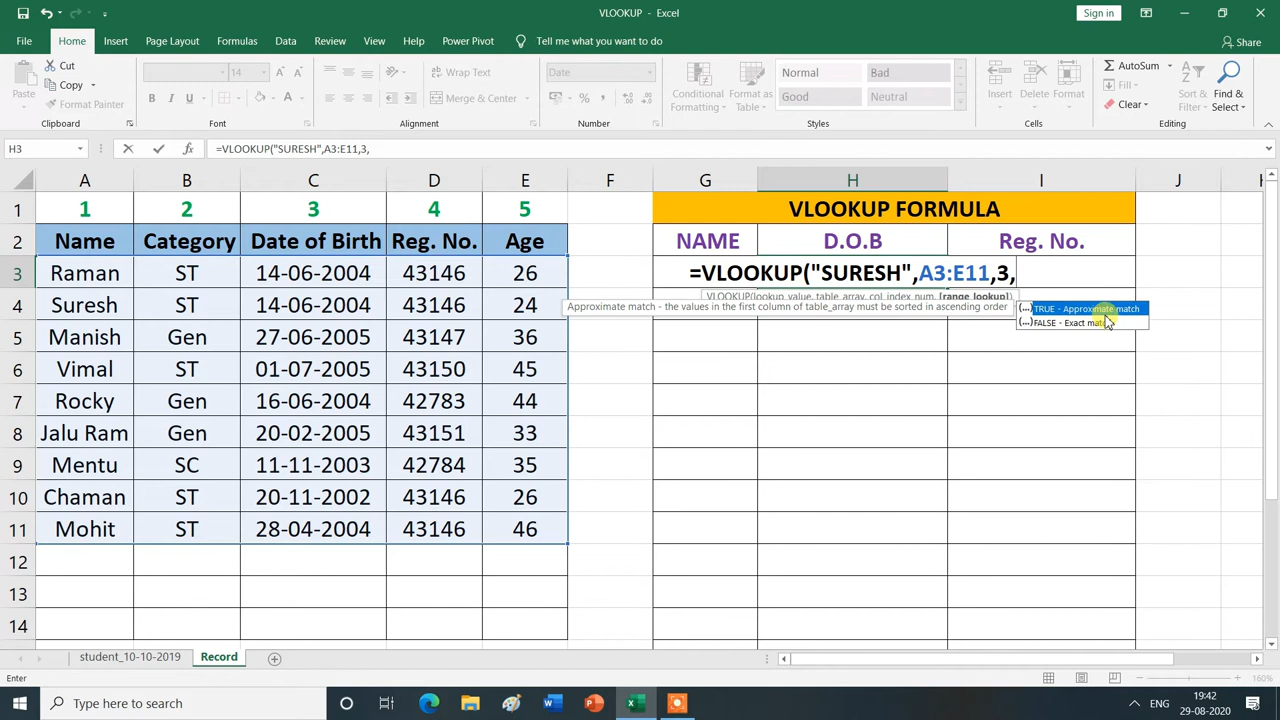 VLOOKUP - Excel
Sign in
File Home Insert Page Layout Formulas Data Review View Help Power Pivot Tell me what you want to do Share
Paste
Cut
Copy
Format Painter
Clipboard
14
B I U A
Font
Wrap Text
Merge & Center
Alignment
Date
Number
Conditional Formatting
Format as Table
Normal Bad
Good Neutral
Styles
Insert Delete Format
Cells
AutoSum
Fill
Clear
Sort & Filter
Find & Select
Editing
H3 =VLOOKUP("SURESH",A3:E11,3,
A B C D E F G H I J
1 1 2 3 4 5 VLOOKUP FORMULA
2 Name Category Date of Birth Reg. No. Age NAME D.O.B Reg. No.
3 Raman ST 14-06-2004 43146 26 =VLOOKUP("SURESH",A3:E11,3,
VLOOKUP(lookup_value, table_array, col_index_num, [range_lookup])
Approximate match - the values in the first column of table_array must be sorted in ascending order
(...) TRUE - Approximate match
(...) FALSE - Exact match
4 Suresh ST 14-06-2004 43146 24
5 Manish Gen 27-06-2005 43147 36
6 Vimal ST 01-07-2005 43150 45
7 Rocky Gen 16-06-2004 42783 44
8 Jalu Ram Gen 20-02-2005 43151 33
9 Mentu SC 11-11-2003 42784 35
10 Chaman ST 20-11-2002 43146 26
11 Mohit ST 28-04-2004 43146 46
12
13
14
student_10-10-2019 Record
Enter
160%
Type here to search
ENG
19:42
29-08-2020